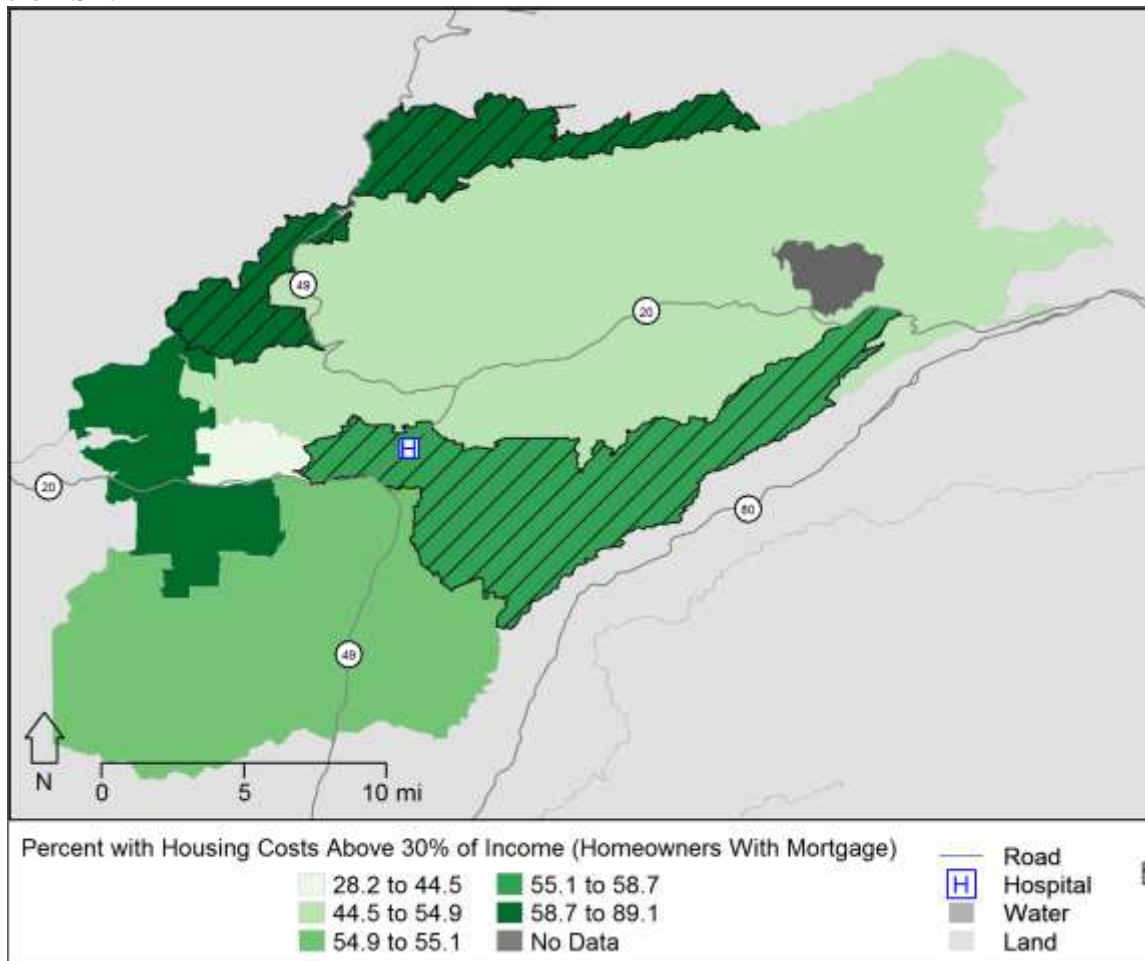 49
20
H
20
80
49
N
0 5 10 mi
Percent with Housing Costs Above 30% of Income (Homeowners With Mortgage)
28.2 to 44.5 55.1 to 58.7
44.5 to 54.9 58.7 to 89.1
54.9 to 55.1 No Data
Road
H Hospital
Water
Land